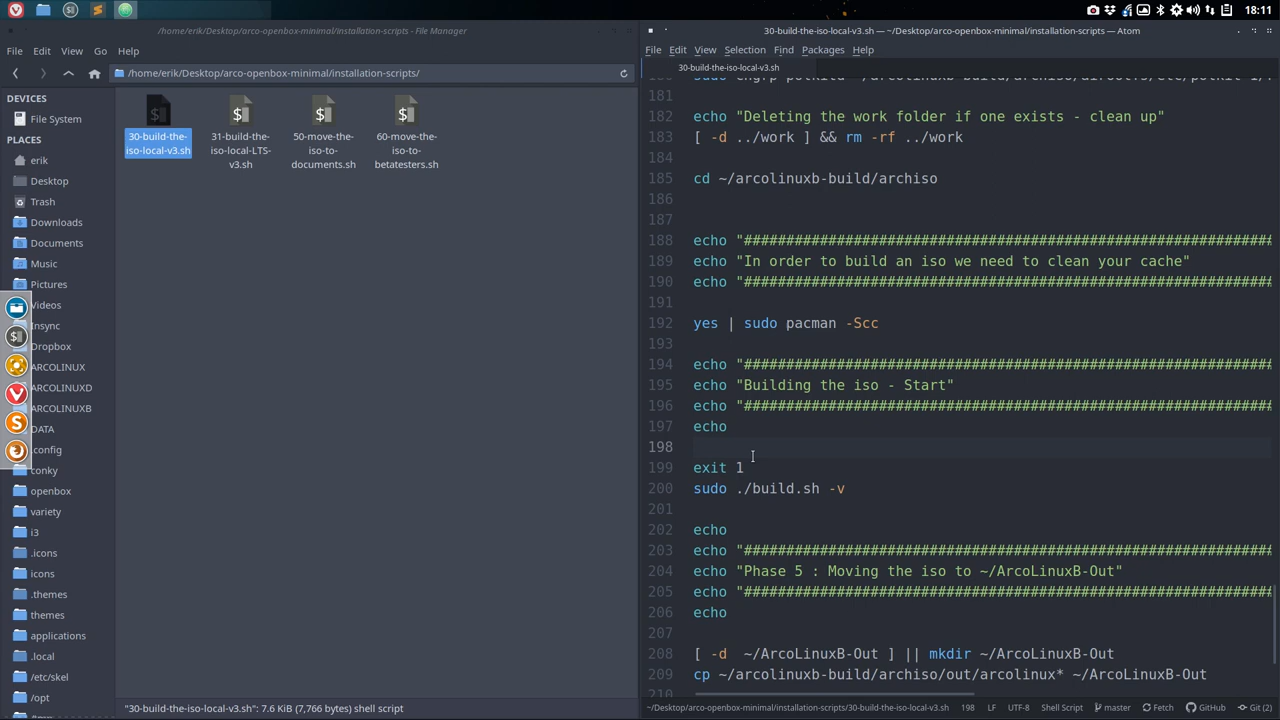 18:11
/home/erik/Desktop/arco-openbox-minimal/installation-scripts/ - File Manager
File Edit View Go Help
/home/erik/Desktop/arco-openbox-minimal/installation-scripts/
DEVICES
File System
PLACES
erik
Desktop
Trash
Downloads
Documents
Music
Pictures
Videos
Insync
Dropbox
ARCOLINUX
ARCOLINUXD
ARCOLINUXB
DATA
.config
conky
openbox
variety
i3
.icons
icons
.themes
themes
applications
.local
/etc/skel
/opt
30-build-the-
iso-local-v3.sh
31-build-the-
iso-local-LTS-
v3.sh
50-move-the-
iso-to-
documents.sh
60-move-the-
iso-to-
betatesters.sh
"30-build-the-iso-local-v3.sh": 7.6 KiB (7,766 bytes) shell script
30-build-the-iso-local-v3.sh — ~/Desktop/arco-openbox-minimal/installation-scripts — Atom
File Edit View Selection Find Packages Help
30-build-the-iso-local-v3.sh
181
182 echo "Deleting the work folder if one exists - clean up"
183 [ -d ../work ] && rm -rf ../work
184
185 cd ~/arcolinuxb-build/archiso
186
187
188 echo "##############################################################
189 echo "In order to build an iso we need to clean your cache"
190 echo "##############################################################
191
192 yes | sudo pacman -Scc
193
194 echo "##############################################################
195 echo "Building the iso - Start"
196 echo "##############################################################
197 echo
198
199 exit 1
200 sudo ./build.sh -v
201
202 echo
203 echo "##############################################################
204 echo "Phase 5 : Moving the iso to ~/ArcoLinuxB-Out"
205 echo "##############################################################
206 echo
207
208 [ -d  ~/ArcoLinuxB-Out ] || mkdir ~/ArcoLinuxB-Out
209 cp ~/arcolinuxb-build/archiso/out/arcolinux* ~/ArcoLinuxB-Out
210
~/Desktop/arco-openbox-minimal/installation-scripts/30-build-the-iso-local-v3.sh 198 LF UTF-8 Shell Script master Fetch GitHub Git (2)